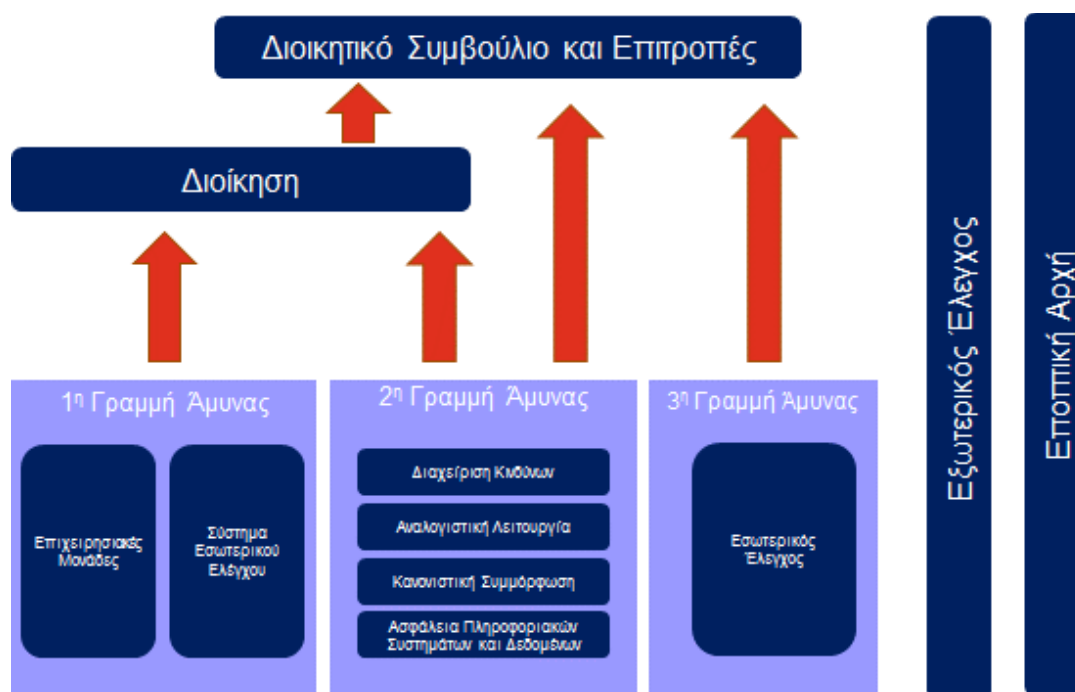 Διοικητικό Συμβούλιο και Επιτροπές
Διοίκηση
1η Γραμμή Άμυνας
Επιχειρησιακές
Μονάδες
Σύστημα
Εσωτερικού
Ελέγχου
2η Γραμμή Άμυνας
Διαχείριση Κινδύνων
Αναλογιστική Λειτουργία
Κανονιστική Συμμόρφωση
Ασφάλεια Πληροφοριακών
Συστημάτων και Δεδομένων
3η Γραμμή Άμυνας
Εσωτερικός
Έλεγχος
Εξωτερικός Έλεγχος
Εποπτική Αρχή